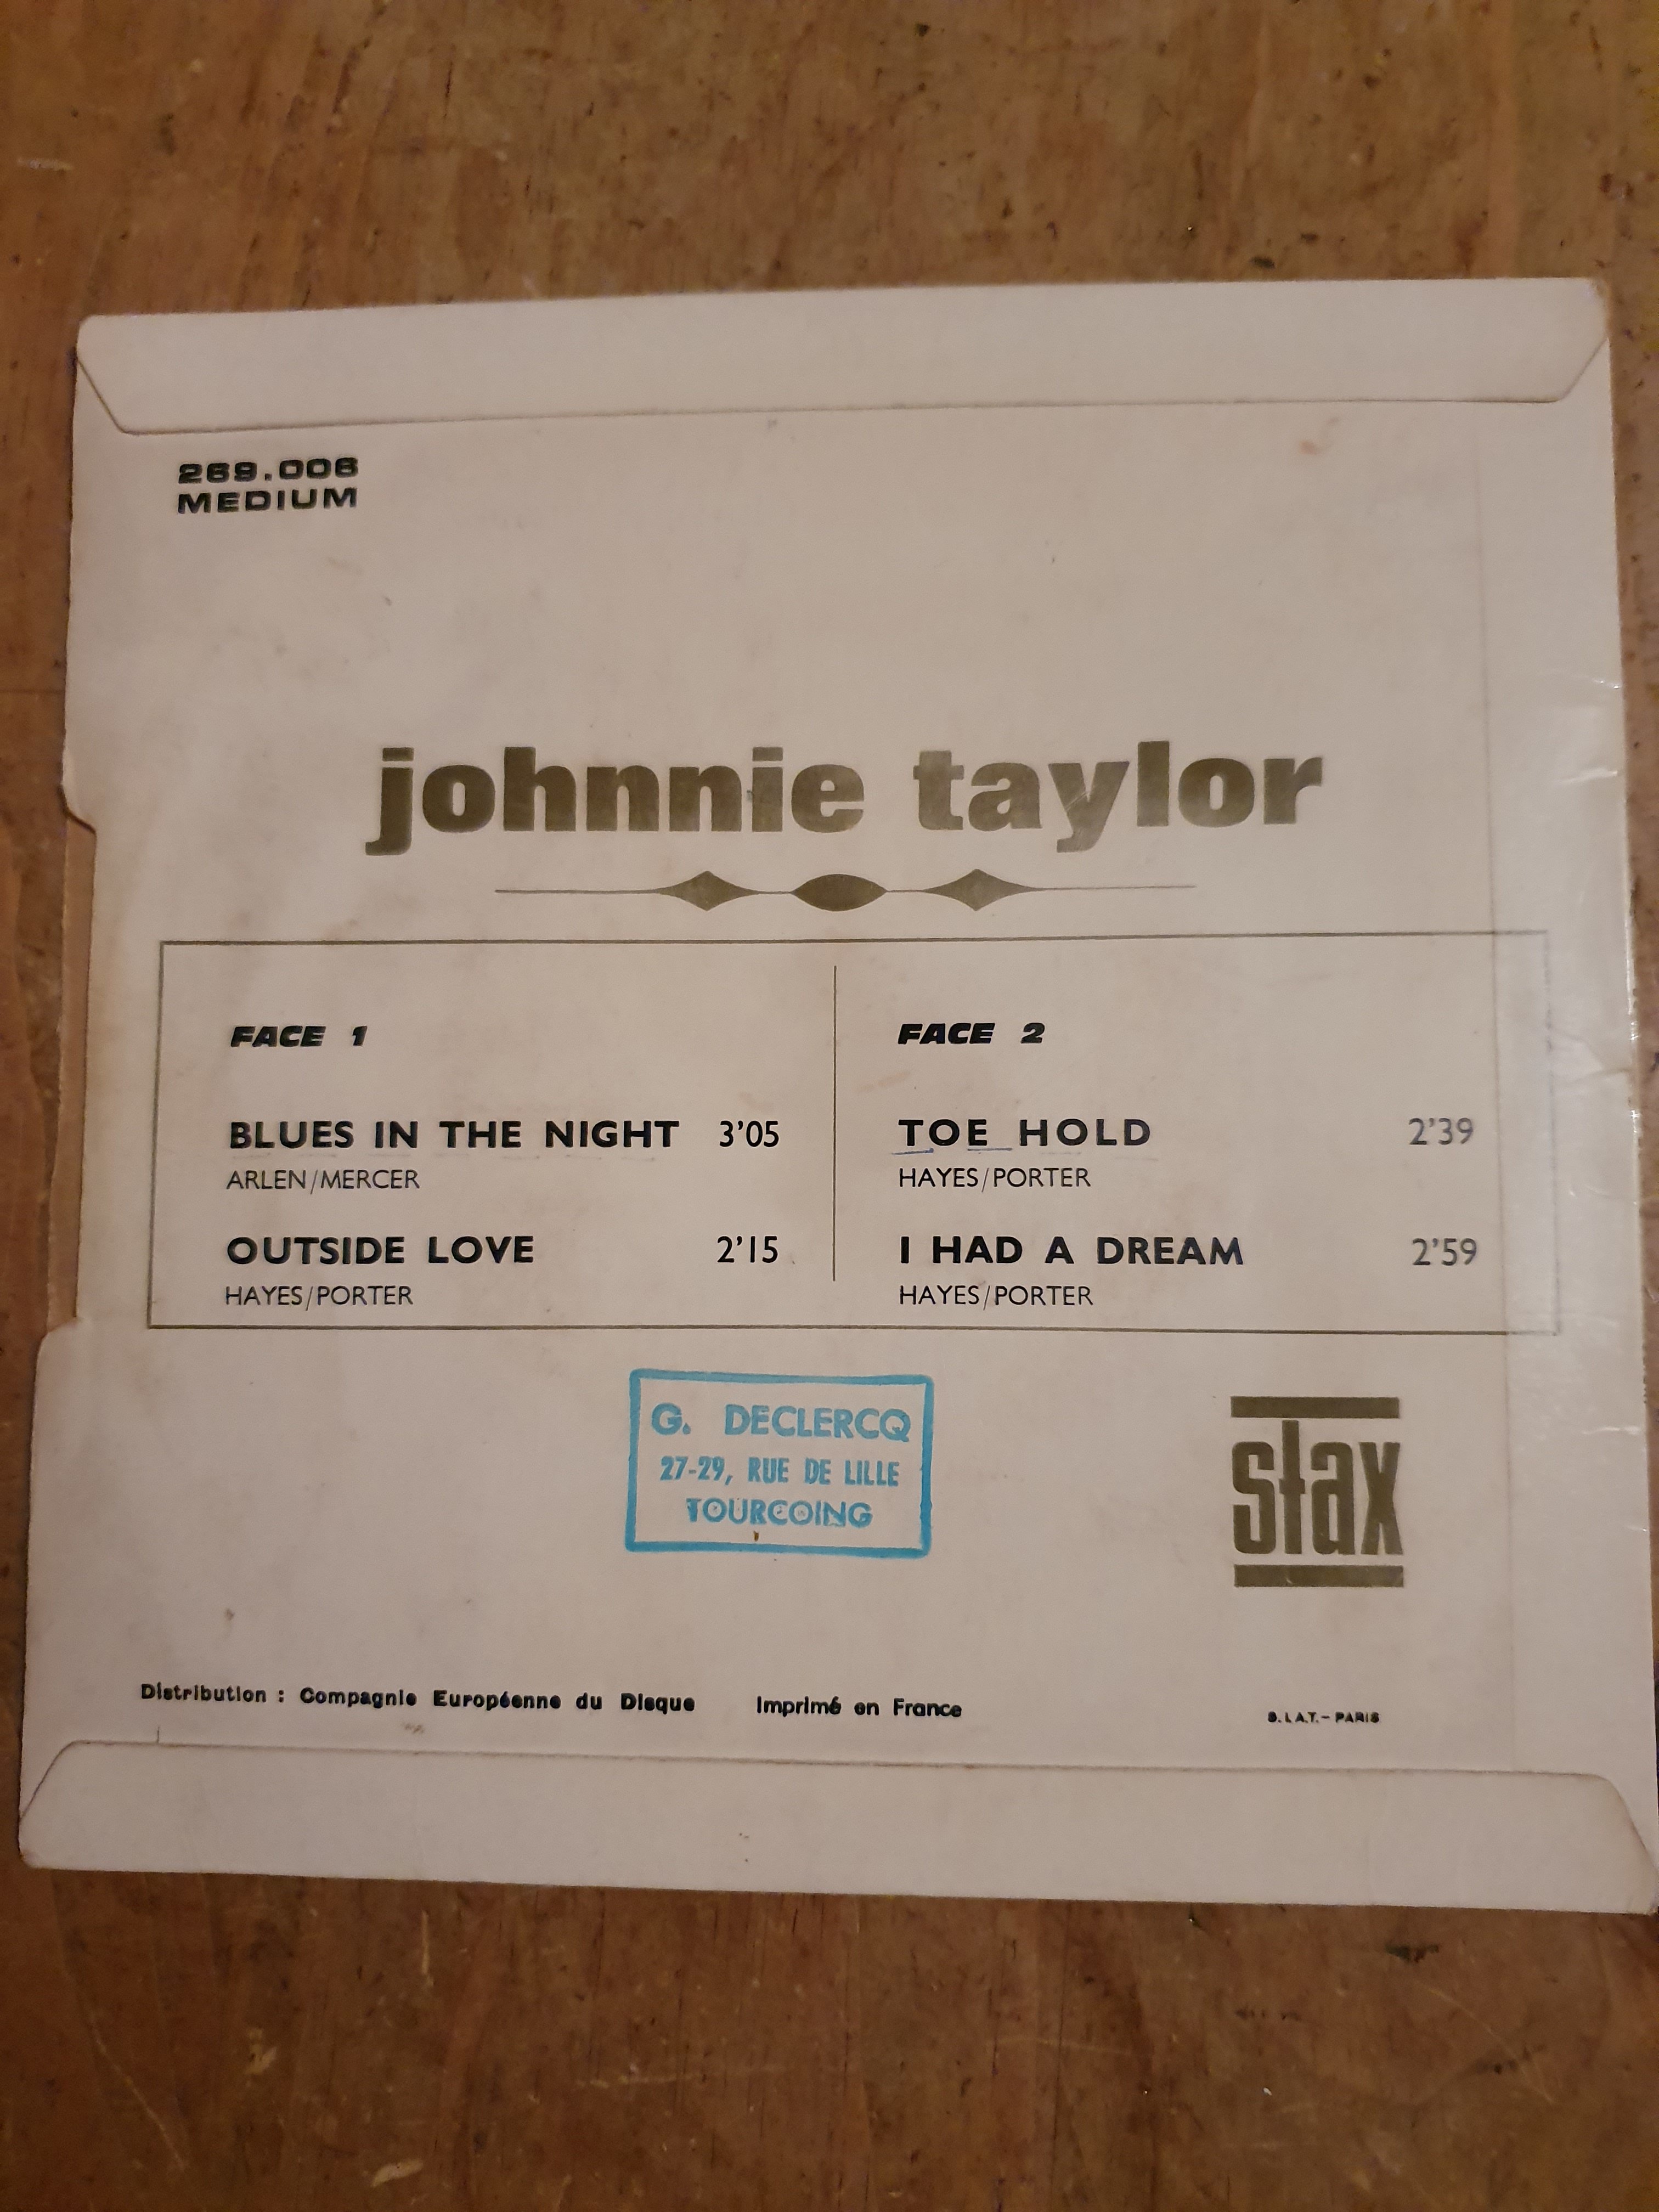 269.006
MEDIUM
johnnie taylor
FACE 1
BLUES IN THE NIGHT 3'05
ARLEN/MERCER
OUTSIDE LOVE 2'15
HAYES/PORTER
FACE 2
TOE HOLD 2'39
HAYES/PORTER
I HAD A DREAM 2'59
HAYES/PORTER
G. DECLERCQ
27-29, RUE DE LILLE
TOURCOING
stax
Distribution : Compagnie Européenne du Disque Imprimé en France
S.I.A.T. - PARIS